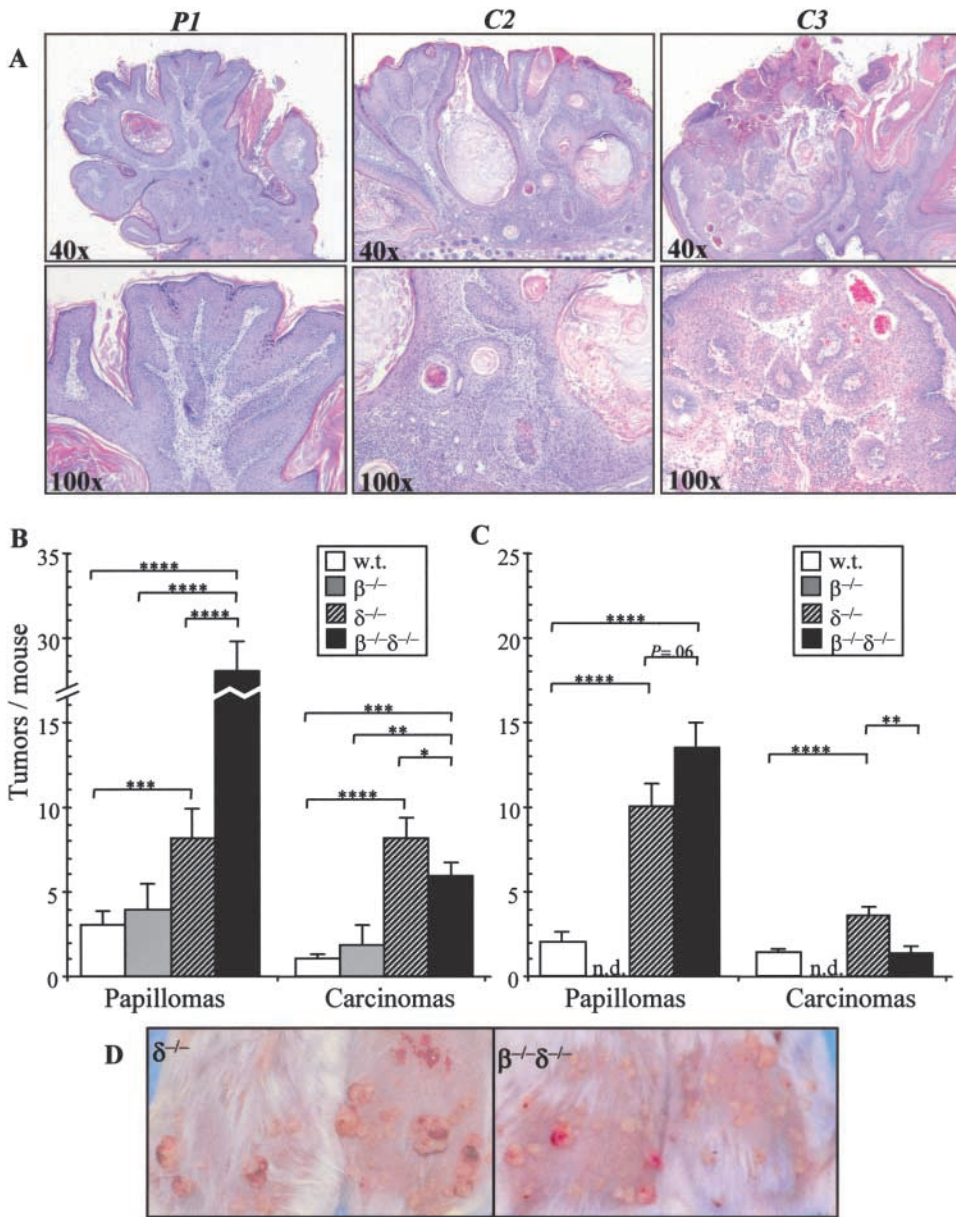 P1 C2 C3
A
40x 40x 40x
100x 100x 100x
B C
w.t.
β⁻/⁻
δ⁻/⁻
β⁻/⁻δ⁻/⁻
w.t.
β⁻/⁻
δ⁻/⁻
β⁻/⁻δ⁻/⁻
Tumors / mouse
35
30
15
10
5
0
****
****
****
***
***
**
*
****
n.d. n.d.
Papillomas Carcinomas
25
20
15
10
5
0
****
P=.06
****
**
****
Papillomas Carcinomas
D
δ⁻/⁻
β⁻/⁻δ⁻/⁻